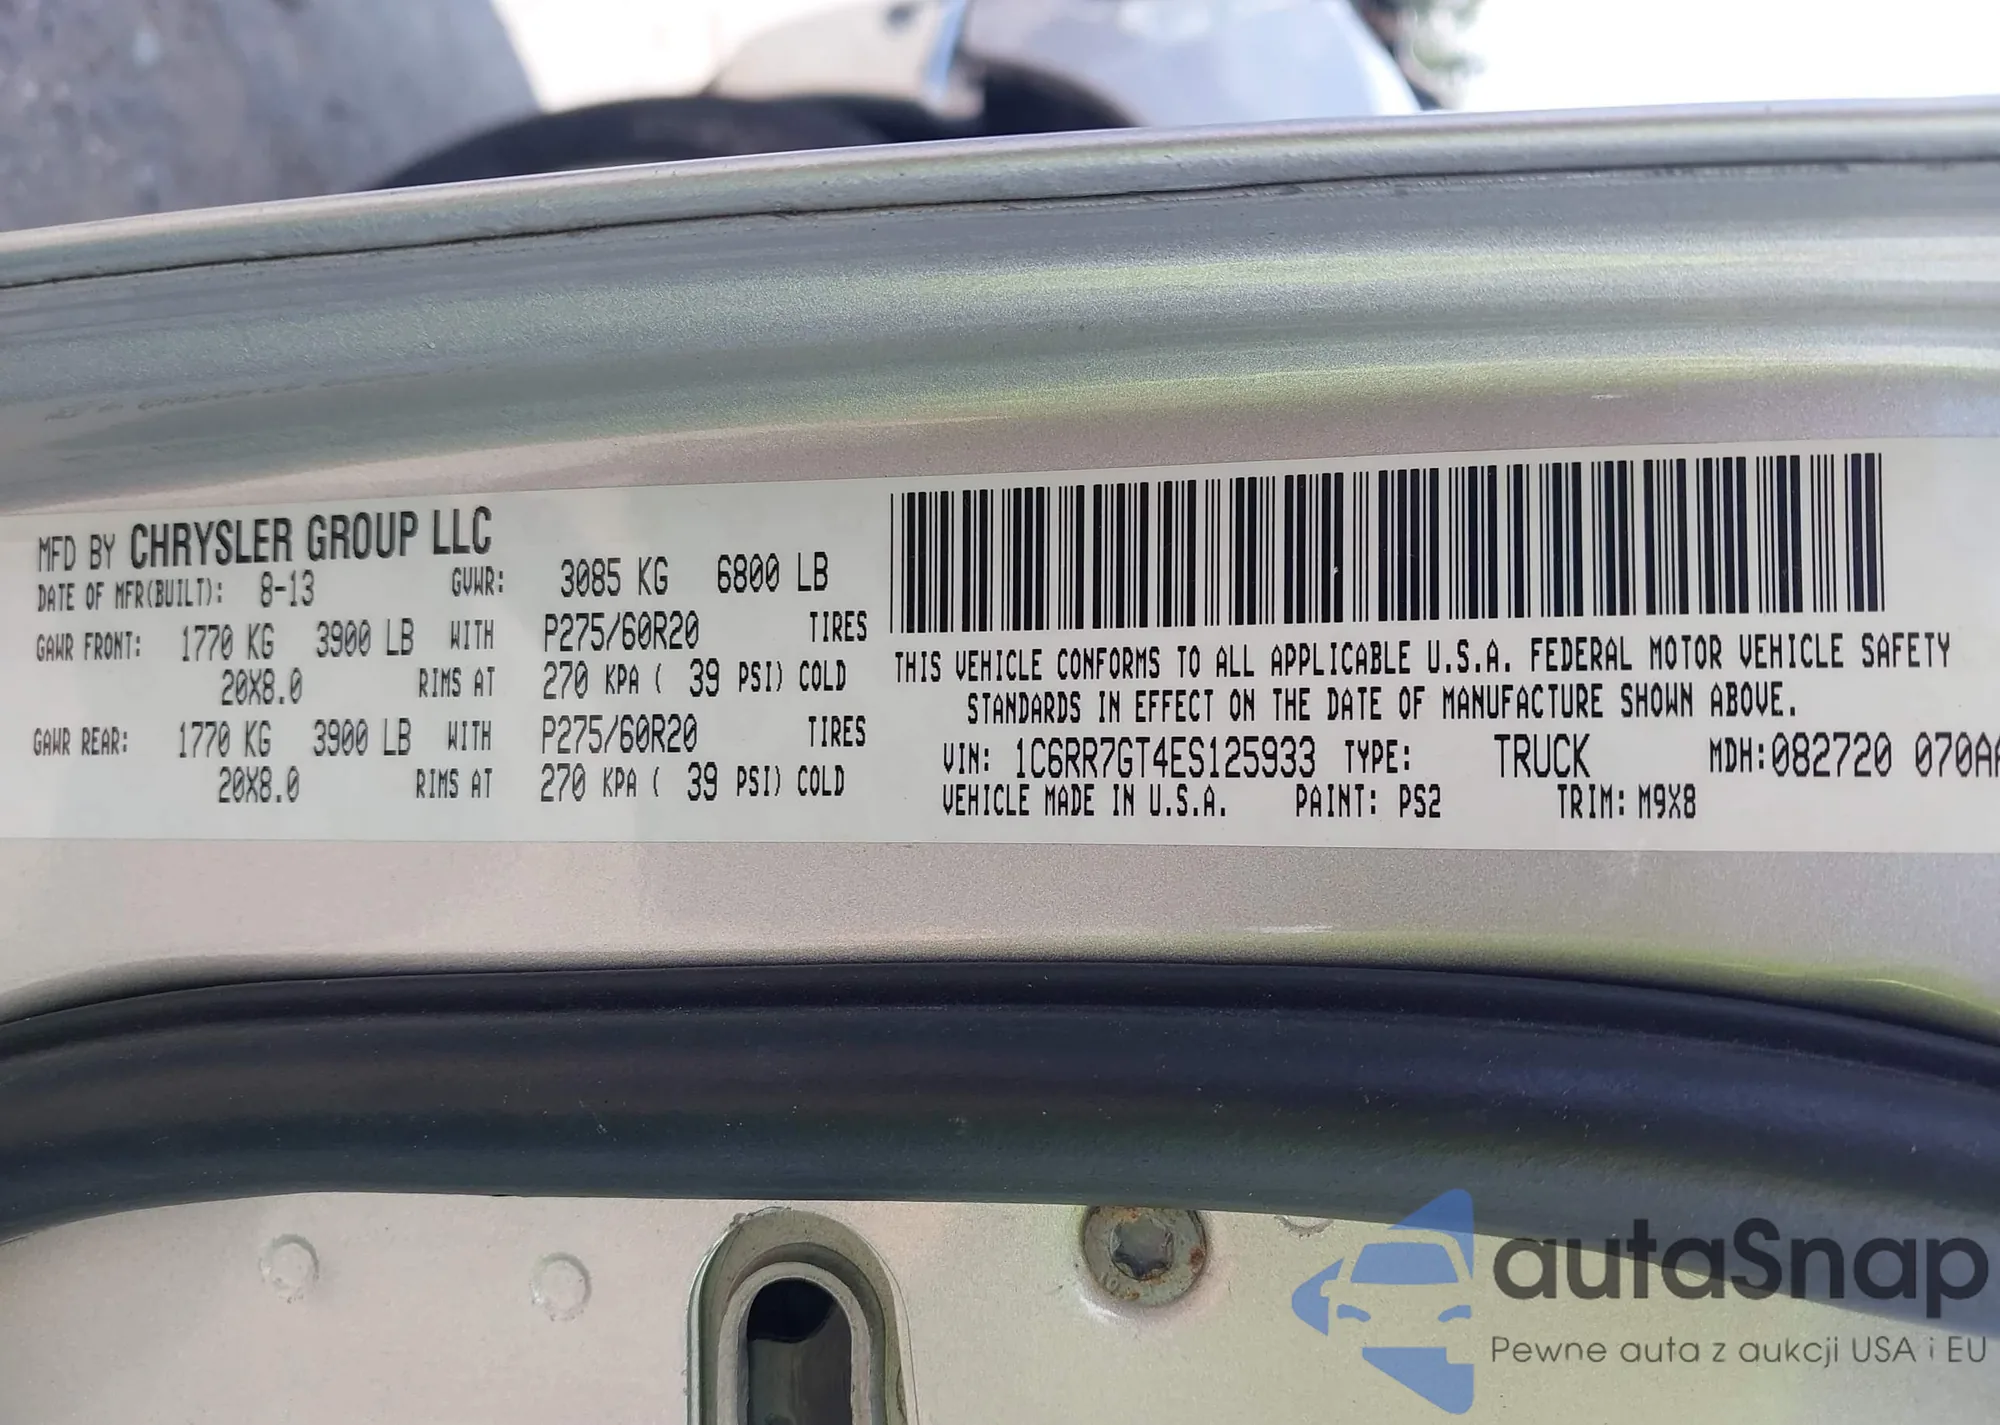 MFD BY CHRYSLER GROUP LLC
DATE OF MFR(BUILT): 8-13 GVWR: 3085 KG 6800 LB
GAWR FRONT: 1770 KG 3900 LB WITH P275/60R20 TIRES
20X8.0 RIMS AT 270 KPA ( 39 PSI) COLD
GAWR REAR: 1770 KG 3900 LB WITH P275/60R20 TIRES
20X8.0 RIMS AT 270 KPA ( 39 PSI) COLD
THIS VEHICLE CONFORMS TO ALL APPLICABLE U.S.A. FEDERAL MOTOR VEHICLE SAFETY
STANDARDS IN EFFECT ON THE DATE OF MANUFACTURE SHOWN ABOVE.
VIN: 1C6RR7GT4ES125933 TYPE: TRUCK MDH:082720 070AA
VEHICLE MADE IN U.S.A. PAINT: PS2 TRIM: M9X8
autaSnap
Pewne auta z aukcji USA i EU